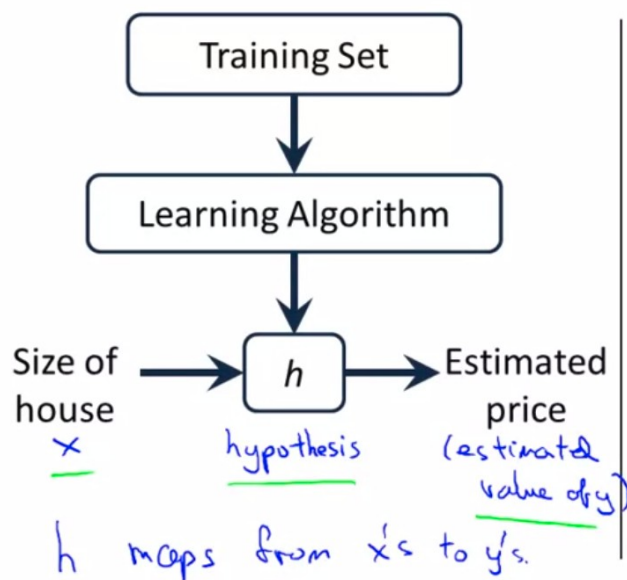 Training Set
Learning Algorithm
Size of house
h
Estimated price
x
hypothesis
(estimated value of y)
h maps from x's to y's.